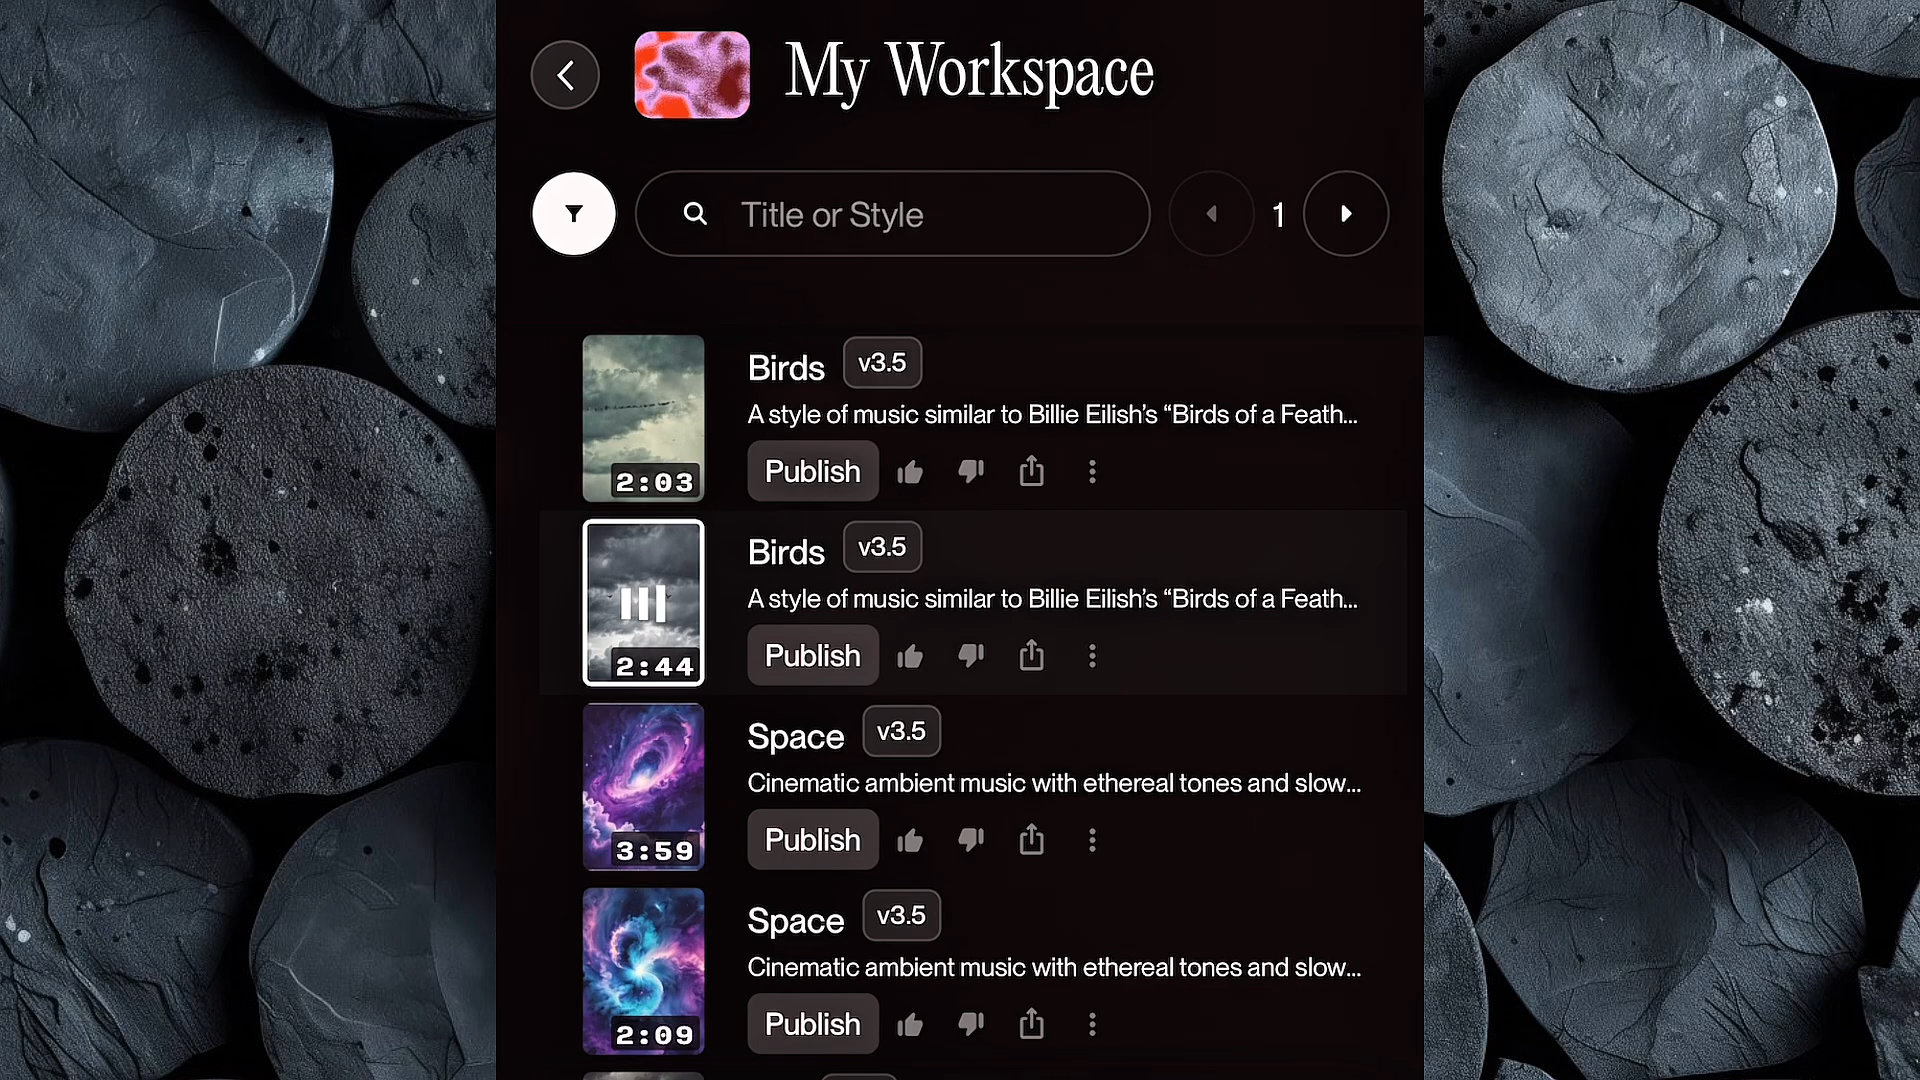 My Workspace
Title or Style
1
Birds v3.5
A style of music similar to Billie Eilish's “Birds of a Feath...
2:03
Publish
Birds v3.5
A style of music similar to Billie Eilish's “Birds of a Feath...
2:44
Publish
Space v3.5
Cinematic ambient music with ethereal tones and slow...
3:59
Publish
Space v3.5
Cinematic ambient music with ethereal tones and slow...
2:09
Publish